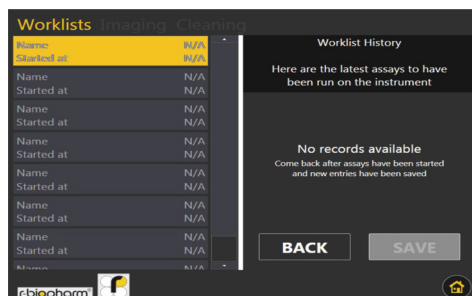 Worklists Imaging Cleaning
Name N/A
Started at N/A
Name N/A
Started at N/A
Name N/A
Started at N/A
Name N/A
Started at N/A
Name N/A
Started at N/A
Name N/A
Started at N/A
Name N/A
Started at N/A
Name N/A
r-biopharm
Worklist History
Here are the latest assays to have
been run on the instrument
No records available
Come back after assays have been started
and new entries have been saved
BACK SAVE